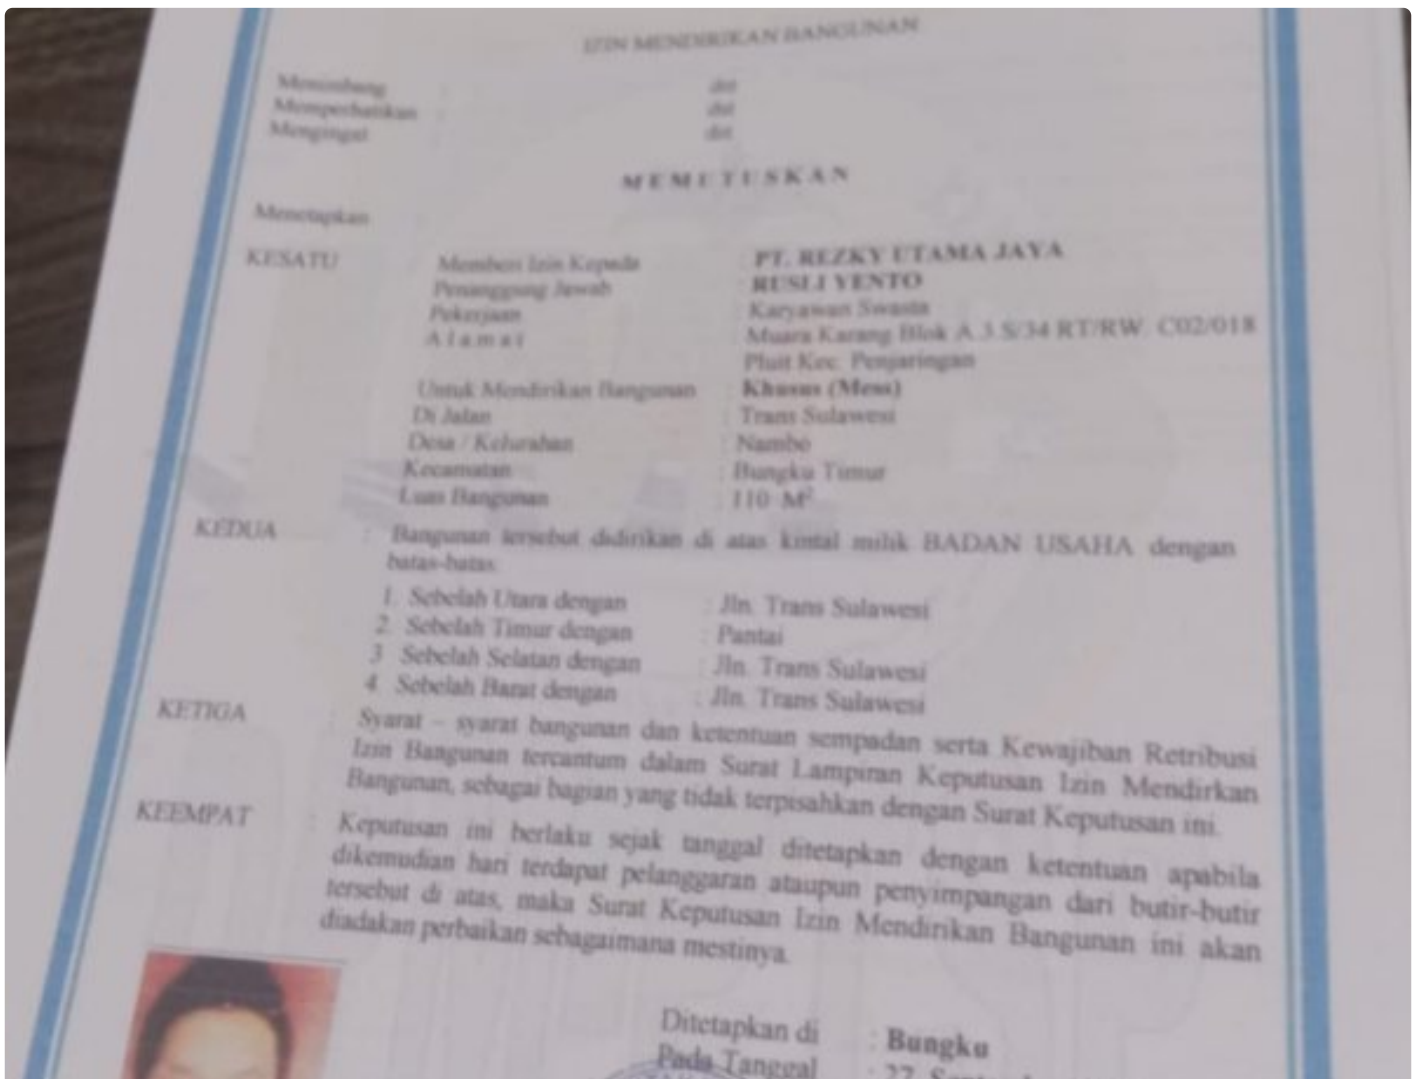 IZIN MENDIRIKAN BANGUNAN
Menimbang : dst
Memperhatikan : dst
Mengingat : dst
MEMUTUSKAN
Menetapkan
KESATU Memberi Izin Kepada : PT. REZKY UTAMA JAYA
Penanggung Jawab : RUSLI YENTO
Pekerjaan : Karyawan Swasta
Alamat : Muara Karang Blok A.3.S/34 RT/RW. C02/018
Pluit Kec. Penjaringan
Untuk Mendirikan Bangunan : Khusus (Mess)
Di Jalan : Trans Sulawesi
Desa / Kelurahan : Nambo
Kecamatan : Bungku Timur
Luas Bangunan : 110 M²
KEDUA : Bangunan tersebut didirikan di atas kintal milik BADAN USAHA dengan
batas-batas:
1. Sebelah Utara dengan : Jln. Trans Sulawesi
2. Sebelah Timur dengan : Pantai
3 Sebelah Selatan dengan : Jln. Trans Sulawesi
4. Sebelah Barat dengan : Jln. Trans Sulawesi
KETIGA : Syarat – syarat bangunan dan ketentuan sempadan serta Kewajiban Retribusi
Izin Bangunan tercantum dalam Surat Lampiran Keputusan Izin Mendirkan
Bangunan, sebagai bagian yang tidak terpisahkan dengan Surat Keputusan ini.
KEEMPAT : Keputusan ini berlaku sejak tanggal ditetapkan dengan ketentuan apabila
dikemudian hari terdapat pelanggaran ataupun penyimpangan dari butir-butir
tersebut di atas, maka Surat Keputusan Izin Mendirikan Bangunan ini akan
diadakan perbaikan sebagaimana mestinya.
Ditetapkan di : Bungku
Pada Tanggal : 27